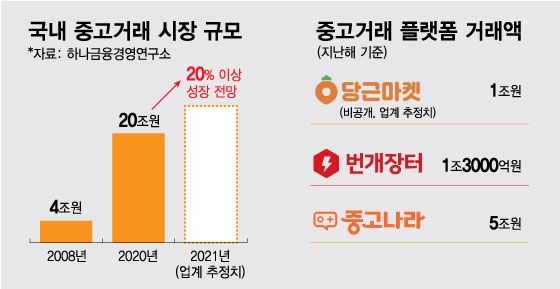 국내 중고거래 시장 규모
*자료: 하나금융경영연구소
20% 이상
성장 전망
20조원
4조원
2008년
2020년
2021년
(업계 추정치)
중고거래 플랫폼 거래액
(지난해 기준)
당근마켓
1조원
(비공개, 업계 추정치)
번개장터
1조3000억원
중고나라
5조원